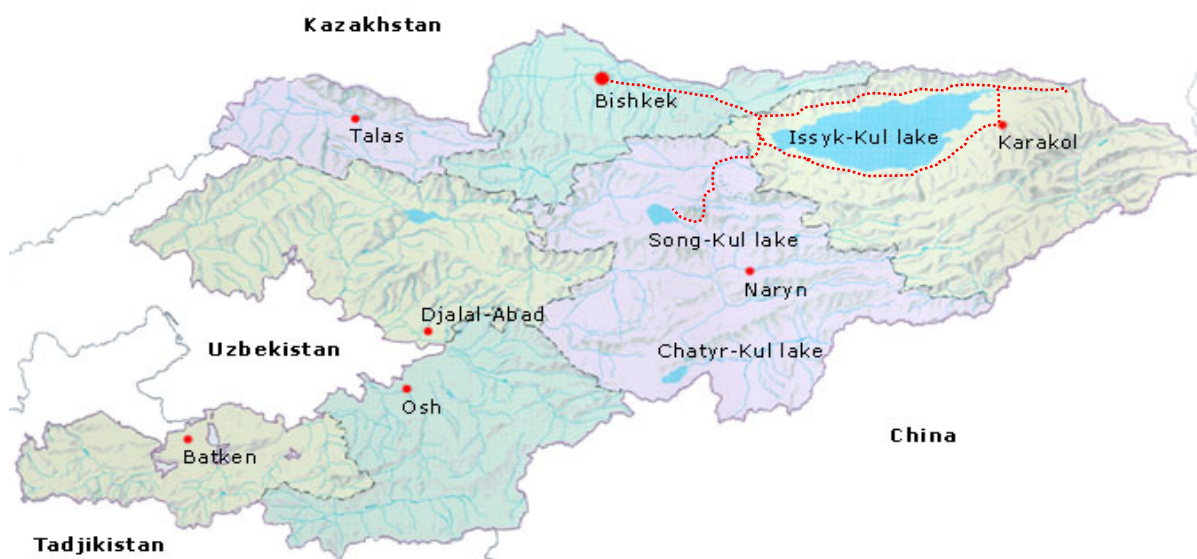 Kazakhstan
Bishkek
Talas
Issyk-Kul lake
Karakol
Song-Kul lake
Naryn
Djalal-Abad
Uzbekistan
Chatyr-Kul lake
Osh
China
Batken
Tadjikistan